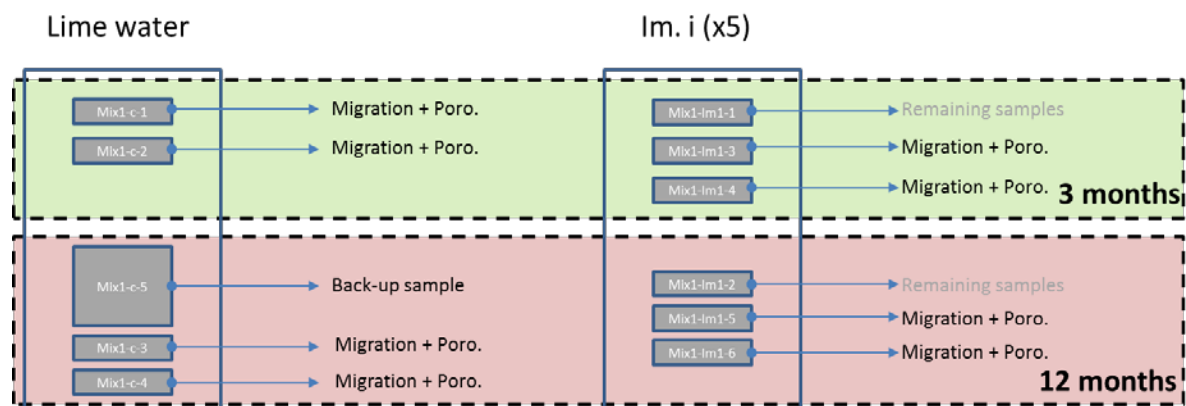 Lime water
Im. i (x5)
Mix1-c-1
Migration + Poro.
MIx1-c-2
Migration + Poro.
Mix1-Im1-1
Remaining samples
Mix1-Im1-3
Migration + Poro.
Mix1-Im1-4
Migration + Poro.
3 months
MIx1-c-5
Back-up sample
Mix1-c-3
Migration + Poro.
Mix1-c-4
Migration + Poro.
MIx1-Im1-2
Remaining samples
Mix1-Im1-5
Migration + Poro.
Mix1-Im1-6
Migration + Poro.
12 months